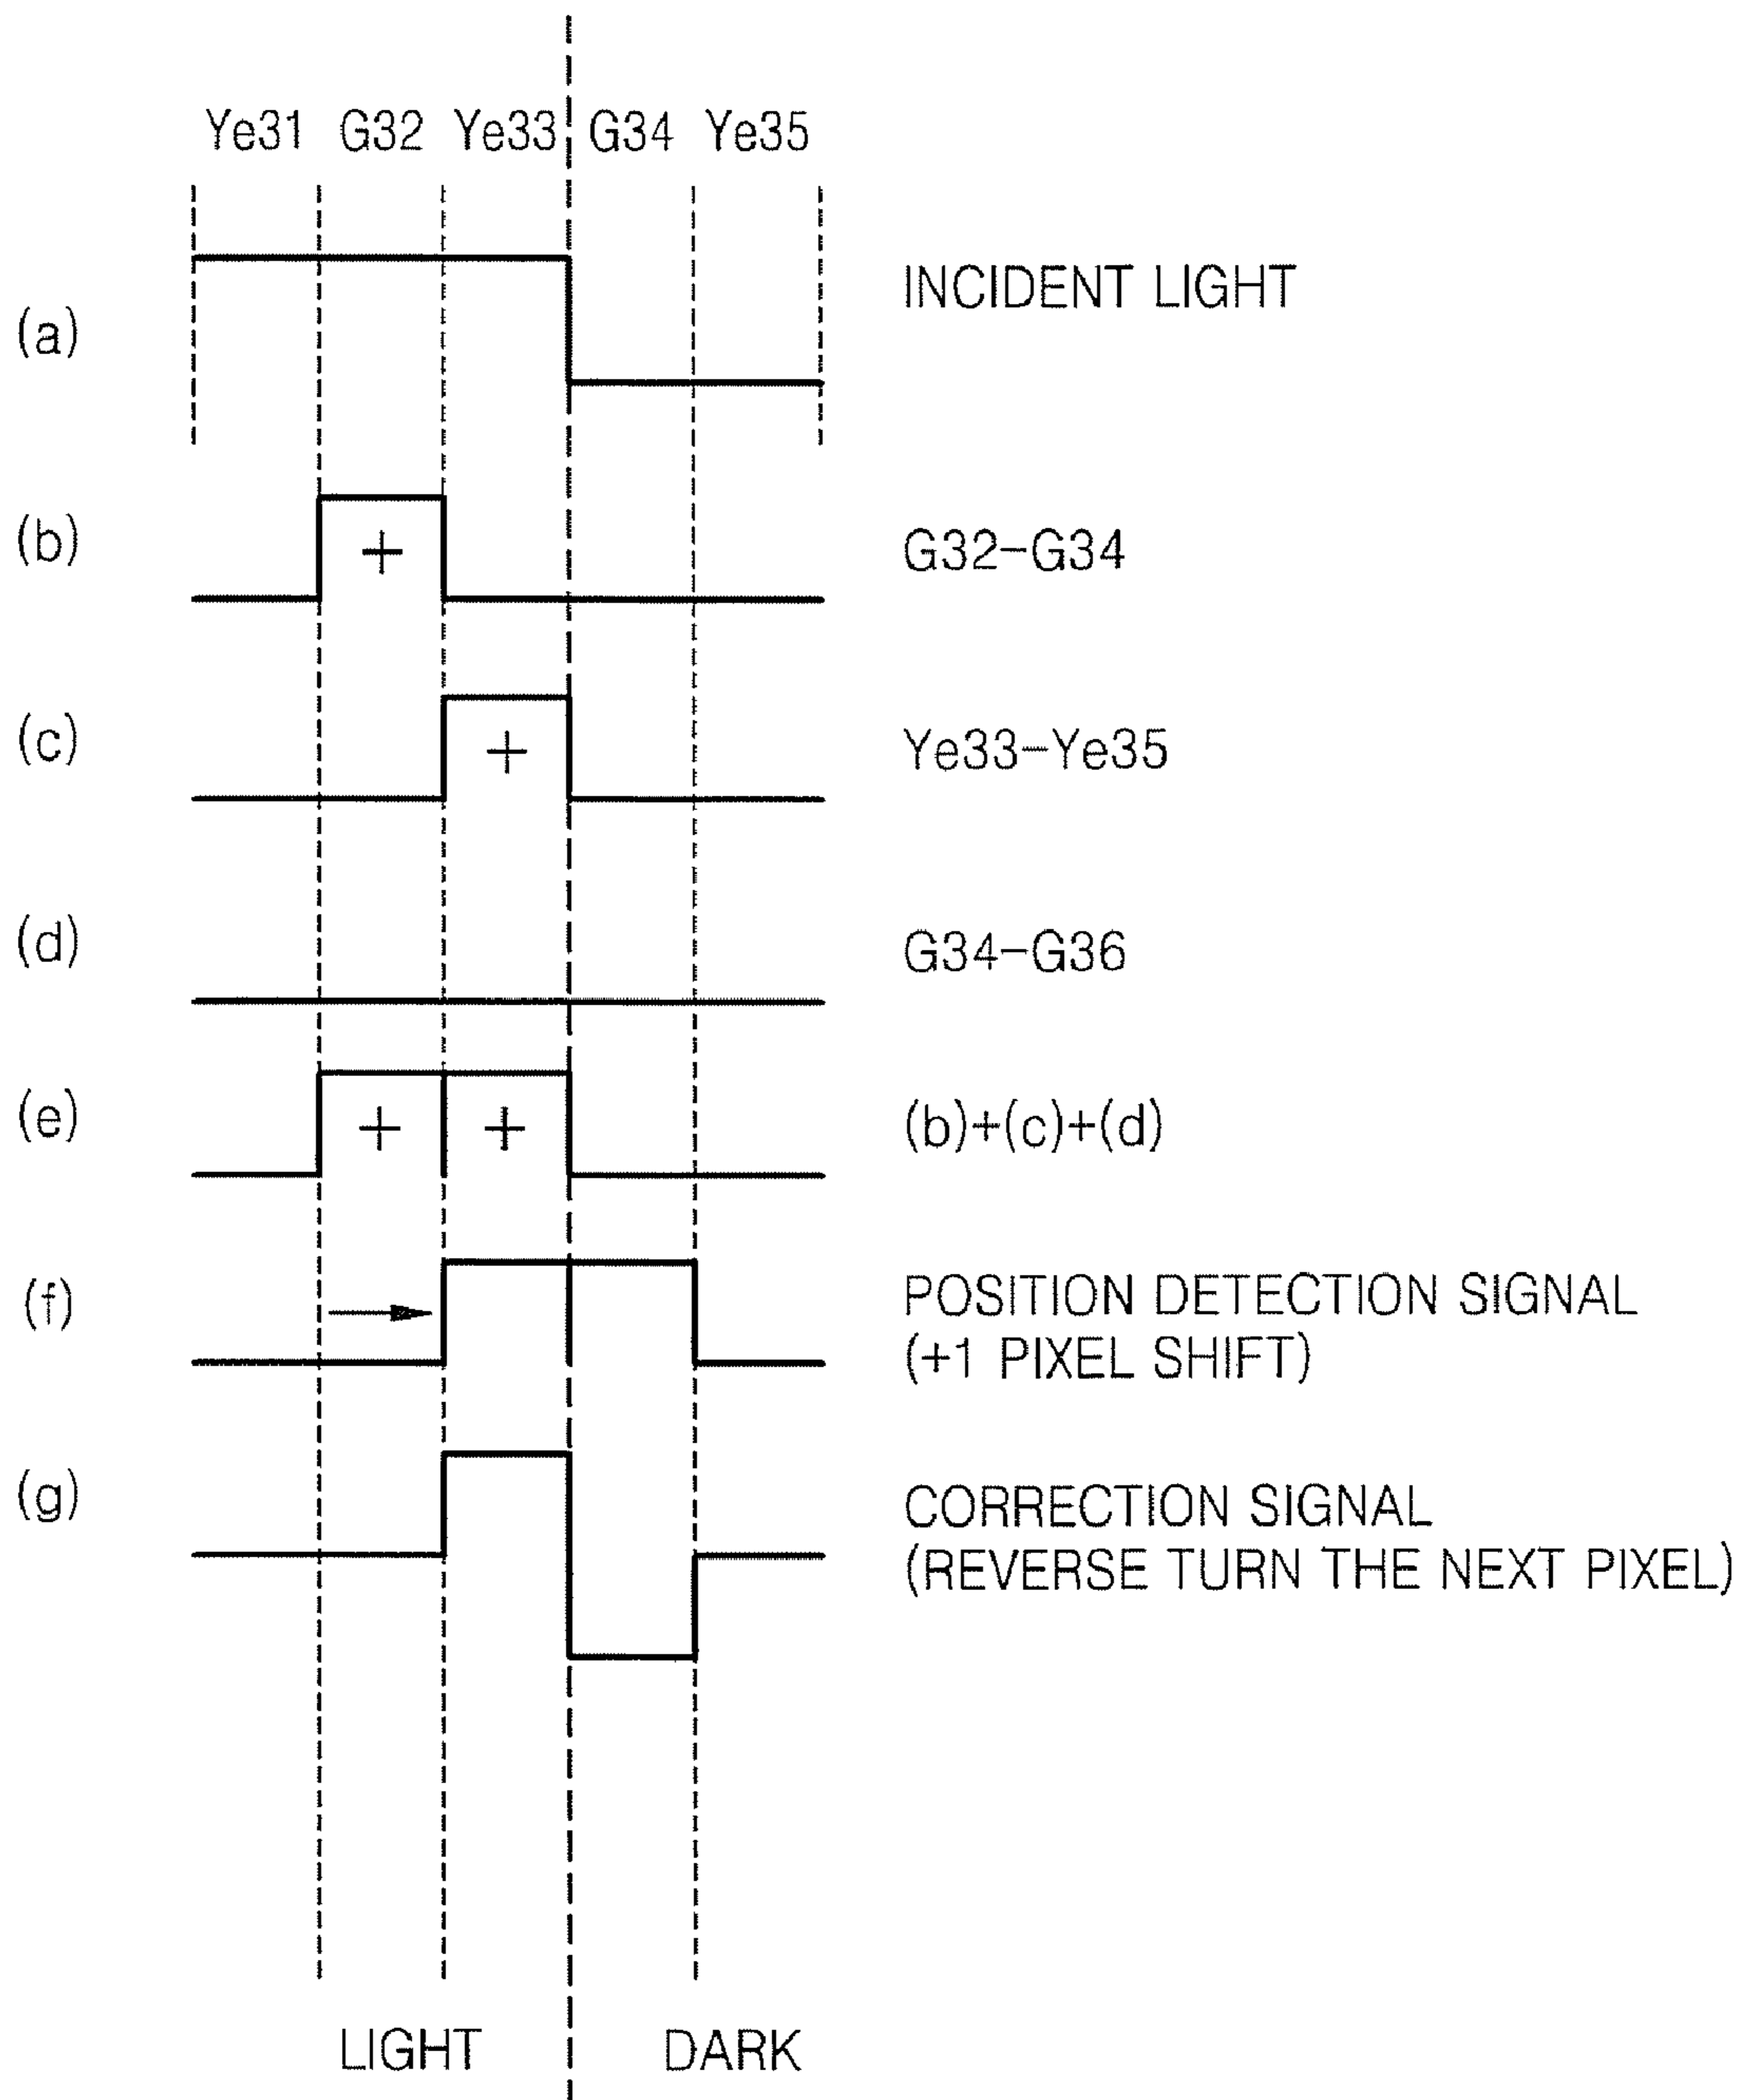 Ye31 G32 Ye33 G34 Ye35
(a) INCIDENT LIGHT
(b) + G32-G34
(c) + Ye33-Ye35
(d) G34-G36
(e) + + (b)+(c)+(d)
(f) POSITION DETECTION SIGNAL
(+1 PIXEL SHIFT)
(g) CORRECTION SIGNAL
(REVERSE TURN THE NEXT PIXEL)
LIGHT DARK